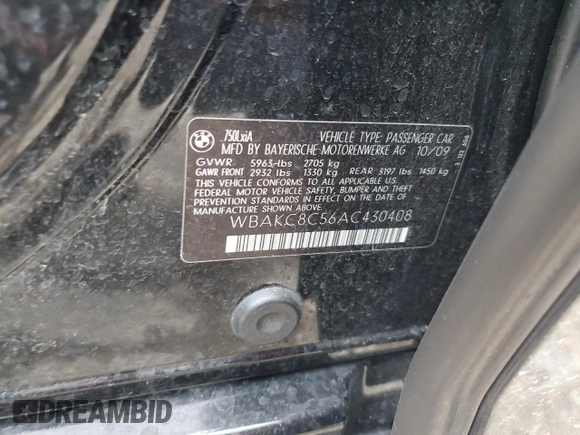 BMW
750LxiA VEHICLE TYPE: PASSENGER CAR
MFD BY BAYERISCHE MOTORENWERKE AG 10/09
GVWR 5963-lbs 2705 kg
GAWR FRONT 2932 lbs 1330 kg REAR 3197 lbs 1450 kg
THIS VEHICLE CONFORMS TO ALL APPLICABLE
FEDERAL MOTOR VEHICLE SAFETY, BUMPER AND THEFT
PREVENTION STANDARDS IN EFFECT ON THE DATE OF
MANUFACTURE SHOWN ABOVE:
WBAKC8C56AC430408
DREAMBID